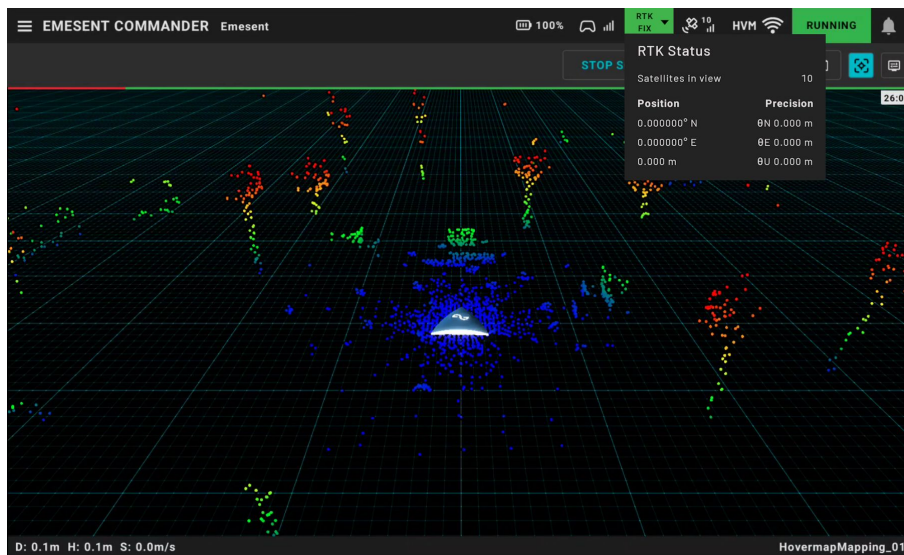 EMESENT COMMANDER Emesent 100% RTK FIX 10 HVM RUNNING
RTK Status
STOP S
Satellites in view 10
26:0
Position Precision
0.000000° N θN 0.000 m
0.000000° E θE 0.000 m
0.000 m θU 0.000 m
D: 0.1m H: 0.1m S: 0.0m/s HovermapMapping_01